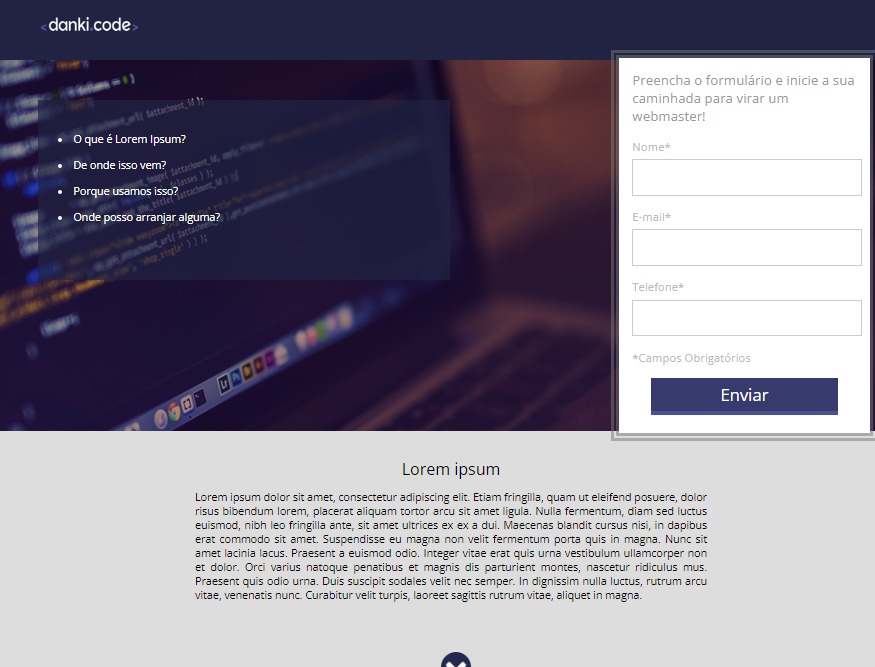 <danki.code>
O que é Lorem Ipsum?
De onde isso vem?
Porque usamos isso?
Onde posso arranjar alguma?
Preencha o formulário e inicie a sua
caminhada para virar um
webmaster!
Nome*
E-mail*
Telefone*
*Campos Obrigatórios
Enviar
Lorem ipsum
Lorem ipsum dolor sit amet, consectetur adipiscing elit. Etiam fringilla, quam ut eleifend posuere, dolor
risus bibendum lorem, placerat aliquam tortor arcu sit amet ligula. Nulla fermentum, diam sed luctus
euismod, nibh leo fringilla ante, sit amet ultrices ex ex a dui. Maecenas blandit cursus nisi, in dapibus
erat commodo sit amet. Suspendisse eu magna non velit fermentum porta quis in magna. Nunc sit
amet lacinia lacus. Praesent a euismod odio. Integer vitae erat quis urna vestibulum ullamcorper non
et dolor. Orci varius natoque penatibus et magnis dis parturient montes, nascetur ridiculus mus.
Praesent quis odio urna. Duis suscipit sodales velit nec semper. In dignissim nulla luctus, rutrum arcu
vitae, venenatis nunc. Curabitur velit turpis, laoreet sagittis rutrum vitae, aliquet in magna.